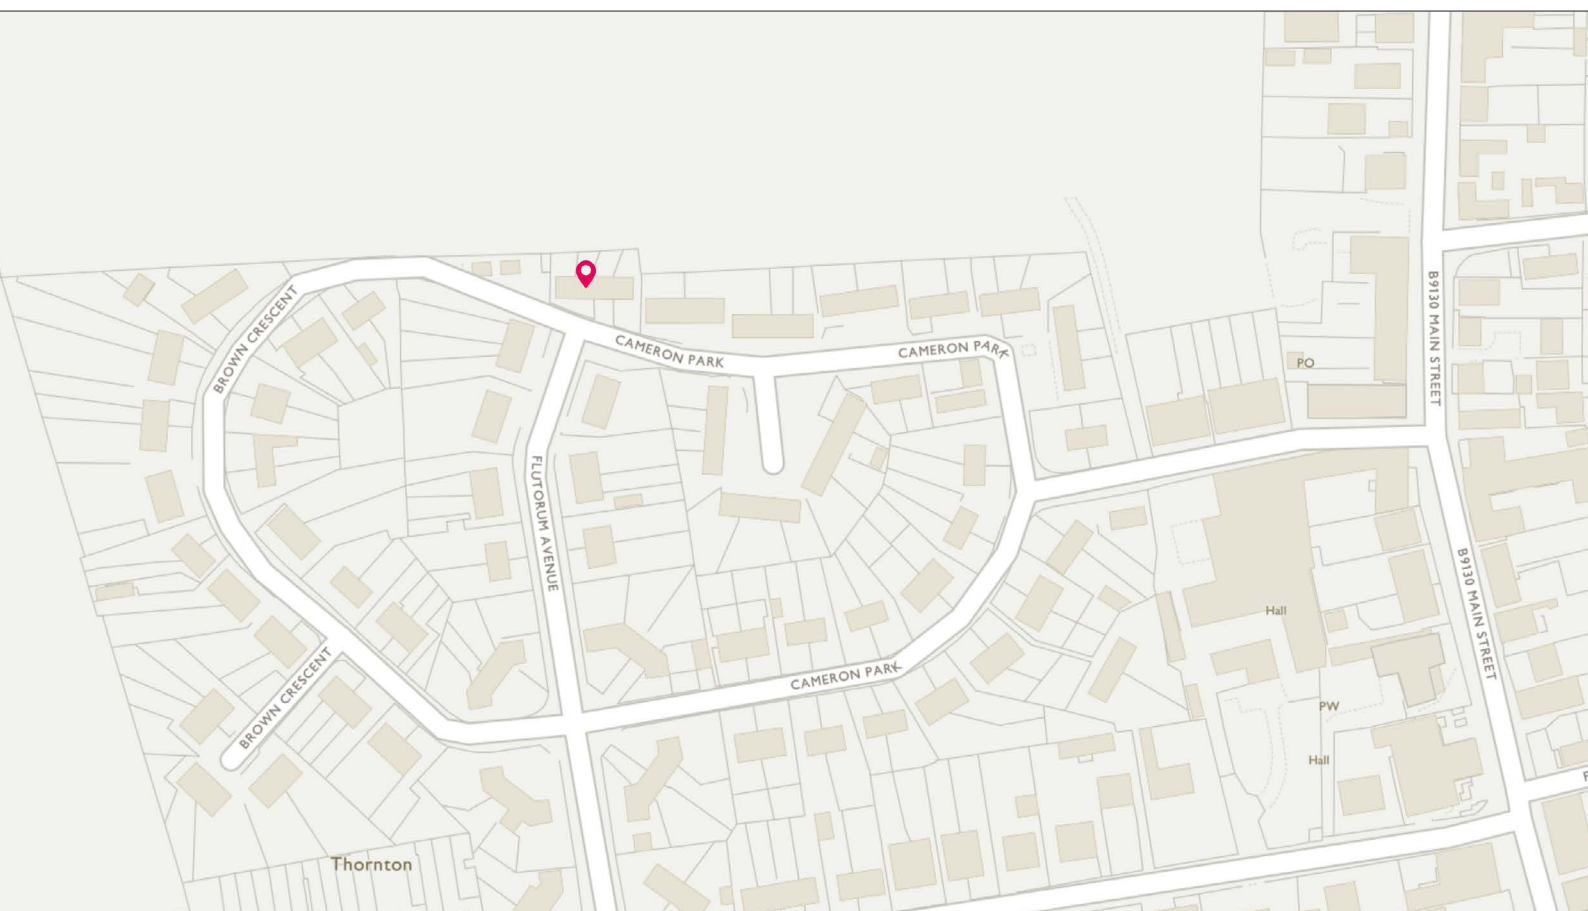 BROWN CRESCENT
CAMERON PARK
CAMERON PARK
B9130 MAIN STREET
PO
FLUTORUM AVENUE
B9130 MAIN STREET
Hall
BROWN CRESCENT
CAMERON PARK
PW
Hall
Thornton